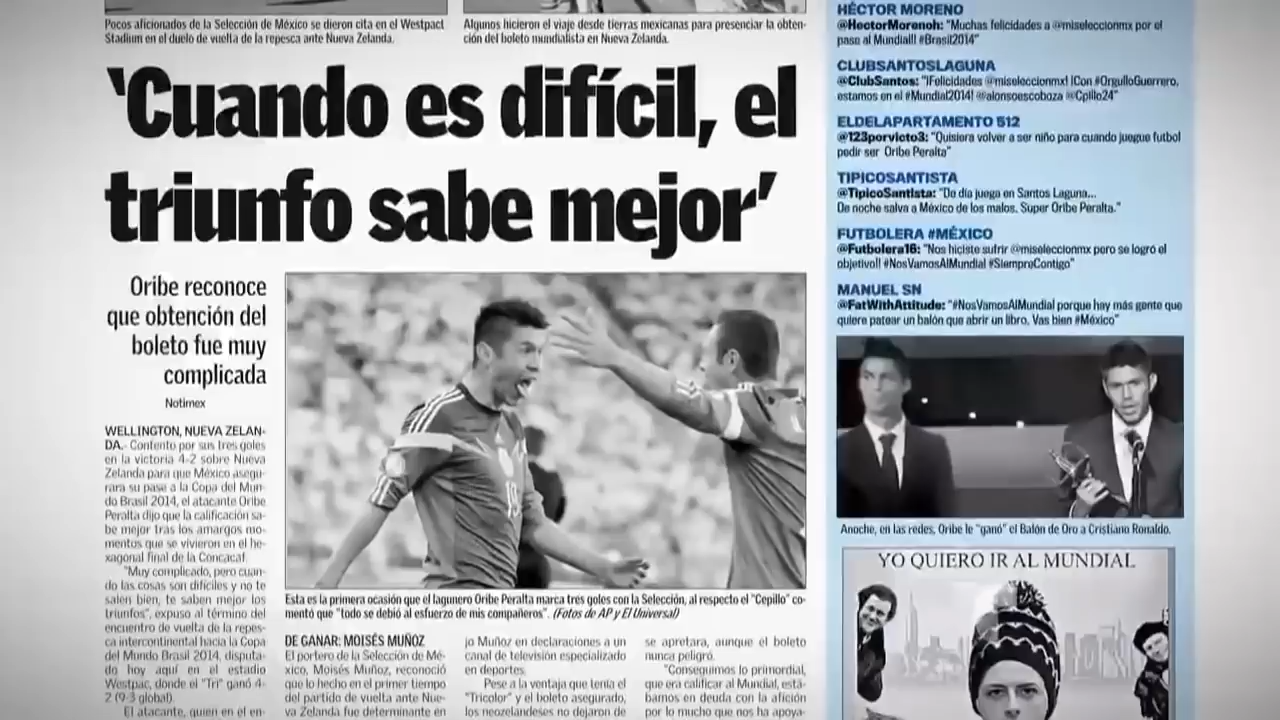 Pocos aficionados de la Selección de México se dieron cita en el Westpact
Stadium en el duelo de vuelta de la repesca ante Nueva Zelanda.
Algunos hicieron el viaje desde tierras mexicanas para presenciar la obten-
ción del boleto mundialista en Nueva Zelanda.
‘Cuando es difícil, el
triunfo sabe mejor’
Oribe reconoce
que obtención del
boleto fue muy
complicada
Notimex
WELLINGTON, NUEVA ZELAN-
DA.- Contento por sus tres goles
en la victoria 4-2 sobre Nueva
Zelanda para que México asegu-
rara su pase a la Copa del Mun-
do Brasil 2014, el atacante Oribe
Peralta dijo que la calificación sa-
be mejor tras los amargos mo-
mentos que se vivieron en el he-
xagonal final de la Concacaf.
"Muy complicado, pero cuan-
do las cosas son difíciles y no te
salen bien, te saben mejor los
triunfos", expuso al término del
encuentro de vuelta de la repes-
ca intercontinental hacia la Copa
del Mundo Brasil 2014, disputa-
do hoy aquí en el estadio
Westpac, donde el "Tri" ganó 4-
2 (9-3 global).
El atacante, quien en el en-
Esta es la primera ocasión que el lagunero Oribe Peralta marca tres goles con la Selección, al respecto el "Cepillo" co-
mentó que "todo se debió al esfuerzo de mis compañeros". (Fotos de AP y El Universal)
DE GANAR: MOISÉS MUÑOZ
El portero de la Selección de Mé-
xico, Moisés Muñoz, reconoció
que lo hecho en el primer tiempo
del partido de vuelta ante Nue-
va Zelanda fue determinante en
jo Muñoz en declaraciones a un
canal de televisión especializado
en deportes.
Pese a la ventaja que tenía el
"Tricolor" y el boleto asegurado,
los neozelandeses no dejaron de
se apretara, aunque el boleto
nunca peligró.
"Conseguimos lo primordial,
que era calificar al Mundial, está-
bamos en deuda con la afición
por lo mucho que nos ha apoya-
HÉCTOR MORENO
@HectorMorenoh: "Muchas felicidades a @miseleccionmx por el
pase al Mundial!! #Brasil2014"
CLUBSANTOSLAGUNA
@ClubSantos: "¡Felicidades @miseleccionmx! ¡Con #OrgulloGuerrero,
estamos en el #Mundial2014! @alonsoescoboza @Cpillo24"
ELDELAPARTAMENTO 512
@123porvicto3: "Quisiera volver a ser niño para cuando juegue futbol
pedir ser Oribe Peralta"
TIPICOSANTISTA
@TipicoSantista: "De día juega en Santos Laguna...
De noche salva a México de los malos. Super Oribe Peralta."
FUTBOLERA #MÉXICO
@Futbolera16: "Nos hiciste sufrir @miseleccionmx pero se logró el
objetivo!! #NosVamosAlMundial #SiempreContigo"
MANUEL SN
@FatWithAttitude: "#NosVamosAlMundial porque hay más gente que
quiere patear un balón que abrir un libro. Vas bien #México"
Anoche, en las redes, Oribe le "ganó" el Balón de Oro a Cristiano Ronaldo.
YO QUIERO IR AL MUNDIAL